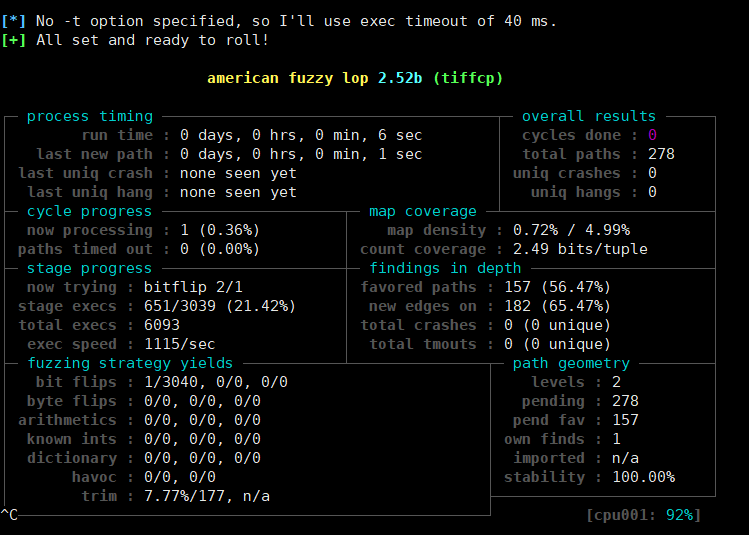 [*] No -t option specified, so I'll use exec timeout of 40 ms.
[+] All set and ready to roll!
american fuzzy lop 2.52b (tiffcp)
process timing overall results
run time : 0 days, 0 hrs, 0 min, 6 sec cycles done : 0
last new path : 0 days, 0 hrs, 0 min, 1 sec total paths : 278
last uniq crash : none seen yet uniq crashes : 0
last uniq hang : none seen yet uniq hangs : 0
cycle progress map coverage
now processing : 1 (0.36%) map density : 0.72% / 4.99%
paths timed out : 0 (0.00%) count coverage : 2.49 bits/tuple
stage progress findings in depth
now trying : bitflip 2/1 favored paths : 157 (56.47%)
stage execs : 651/3039 (21.42%) new edges on : 182 (65.47%)
total execs : 6093 total crashes : 0 (0 unique)
exec speed : 1115/sec total tmouts : 0 (0 unique)
fuzzing strategy yields path geometry
bit flips : 1/3040, 0/0, 0/0 levels : 2
byte flips : 0/0, 0/0, 0/0 pending : 278
arithmetics : 0/0, 0/0, 0/0 pend fav : 157
known ints : 0/0, 0/0, 0/0 own finds : 1
dictionary : 0/0, 0/0, 0/0 imported : n/a
havoc : 0/0, 0/0 stability : 100.00%
trim : 7.77%/177, n/a
^C [cpu001: 92%]